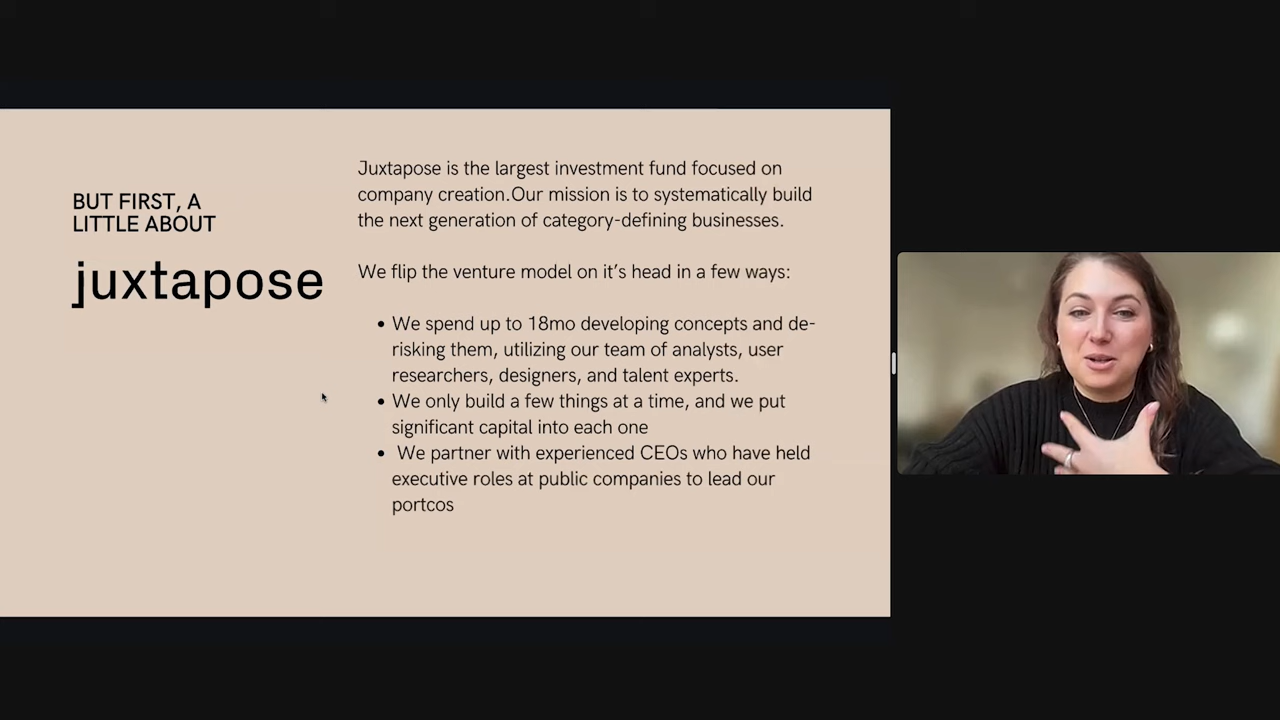 BUT FIRST, A
LITTLE ABOUT
juxtapose
Juxtapose is the largest investment fund focused on
company creation.Our mission is to systematically build
the next generation of category-defining businesses.
We flip the venture model on it's head in a few ways:
• We spend up to 18mo developing concepts and de-
risking them, utilizing our team of analysts, user
researchers, designers, and talent experts.
• We only build a few things at a time, and we put
significant capital into each one
• We partner with experienced CEOs who have held
executive roles at public companies to lead our
portcos